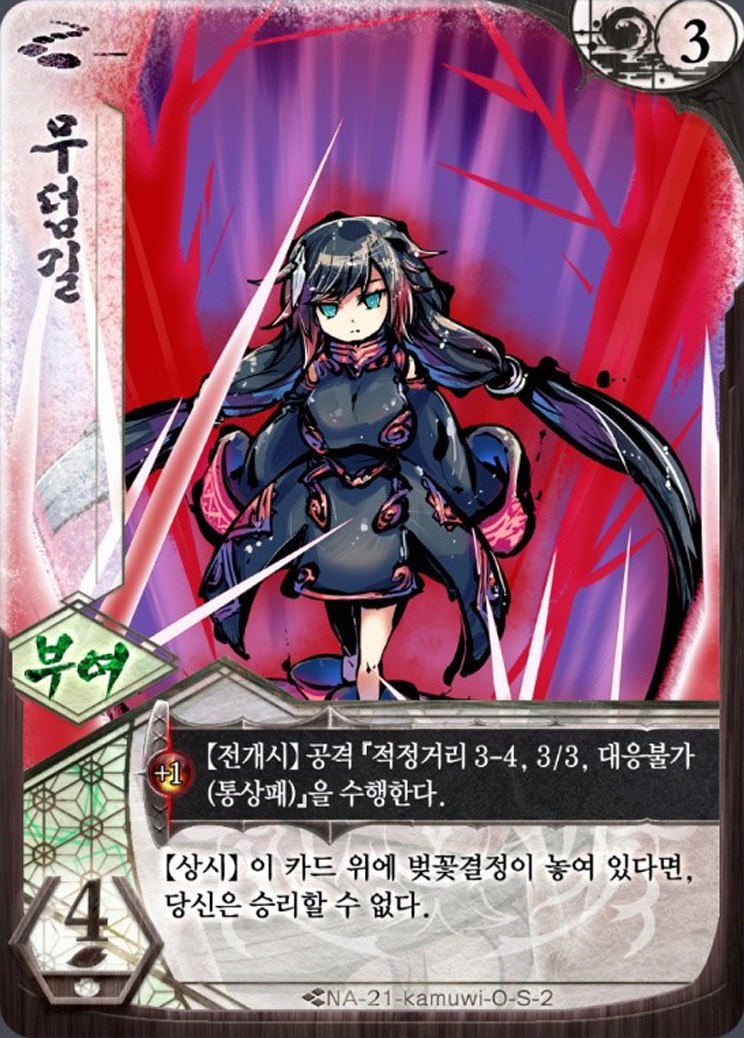 3
무덤길
부여
+1
【전개시】 공격 『적정거리 3-4, 3/3, 대응불가
(통상패)』을 수행한다.
【상시】 이 카드 위에 벚꽃결정이 놓여 있다면,
당신은 승리할 수 없다.
4
NA-21-kamuwi-O-S-2